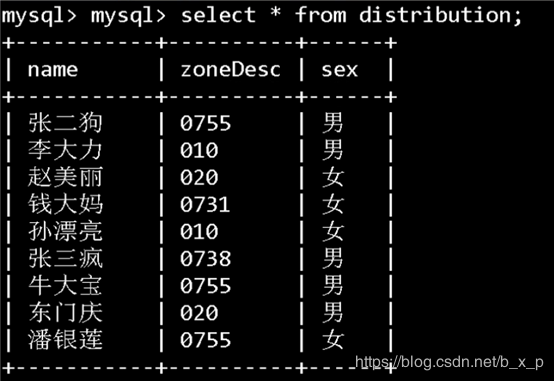 mysql> mysql> select * from distribution;
+-----------+----------+------+
| name      | zoneDesc | sex  |
+-----------+----------+------+
| 张二狗    | 0755     | 男   |
| 李大力    | 010      | 男   |
| 赵美丽    | 020      | 女   |
| 钱大妈    | 0731     | 女   |
| 孙漂亮    | 010      | 女   |
| 张三疯    | 0738     | 男   |
| 牛大宝    | 0755     | 男   |
| 东门庆    | 020      | 男   |
| 潘银莲    | 0755     | 女   |
+-----------+----------+------+
https://blog.csdn.net/b_x_p